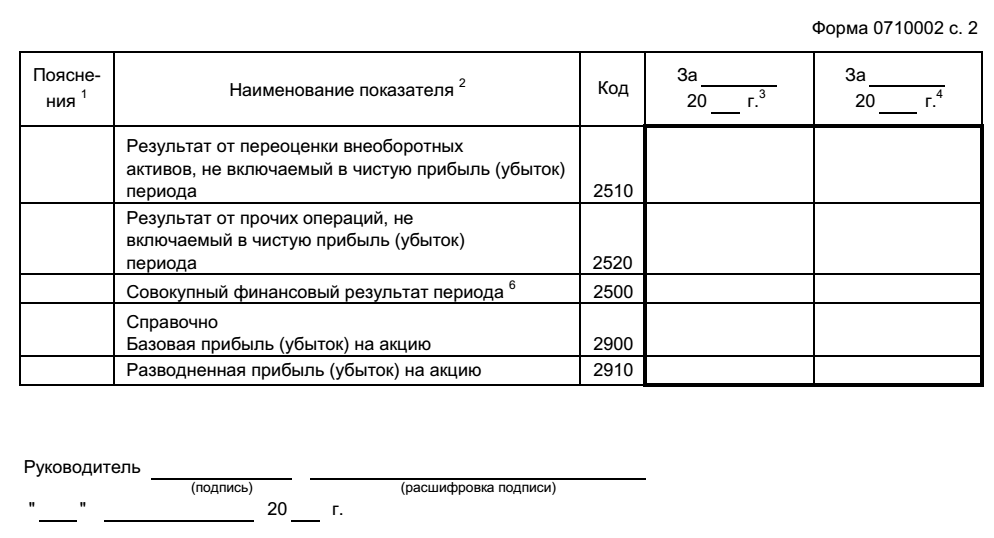 Форма 0710002 с. 2
Поясне-
ния 1
Наименование показателя 2
Код
За
20 г.3
За
20 г.4
Результат от переоценки внеоборотных
активов, не включаемый в чистую прибыль (убыток)
периода
2510
Результат от прочих операций, не
включаемый в чистую прибыль (убыток)
периода
2520
Совокупный финансовый результат периода 6
2500
Справочно
Базовая прибыль (убыток) на акцию
2900
Разводненная прибыль (убыток) на акцию
2910
Руководитель
(подпись)
(расшифровка подписи)
" " 20 г.